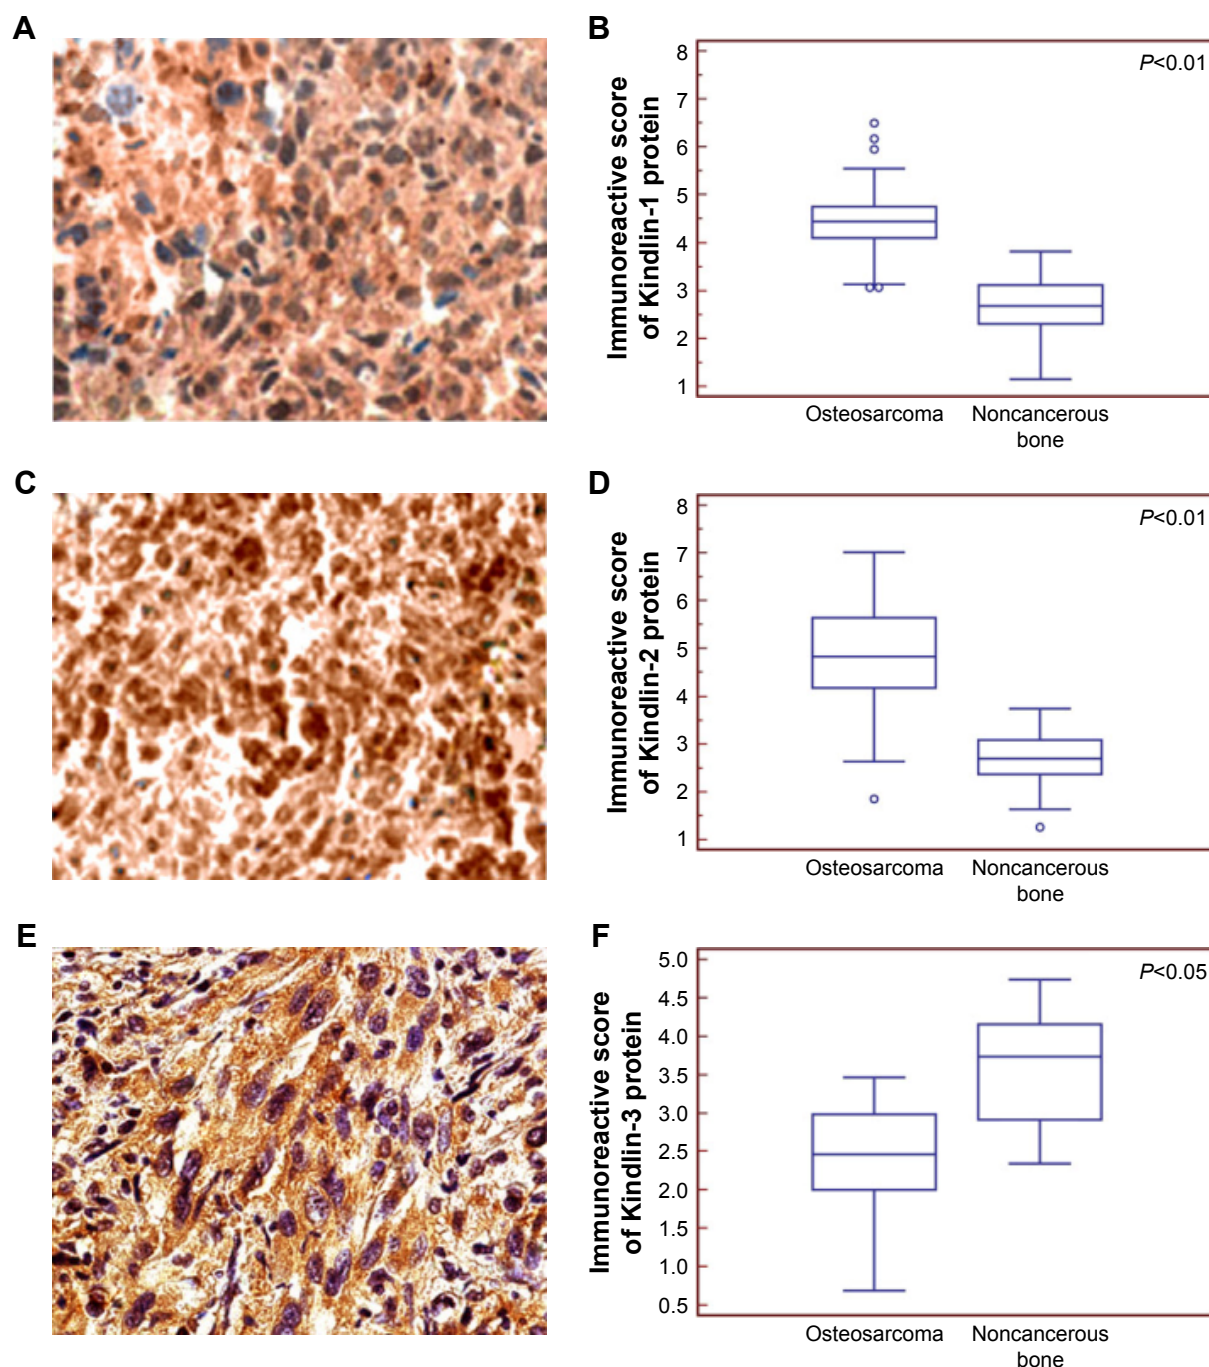 A
B
Immunoreactive score
of Kindlin-1 protein
8
7
6
5
4
3
2
1
P<0.01
Osteosarcoma
Noncancerous
bone
C
D
Immunoreactive score
of Kindlin-2 protein
8
7
6
5
4
3
2
1
P<0.01
Osteosarcoma
Noncancerous
bone
E
F
Immunoreactive score
of Kindlin-3 protein
5.0
4.5
4.0
3.5
3.0
2.5
2.0
1.5
1.0
0.5
P<0.05
Osteosarcoma
Noncancerous
bone